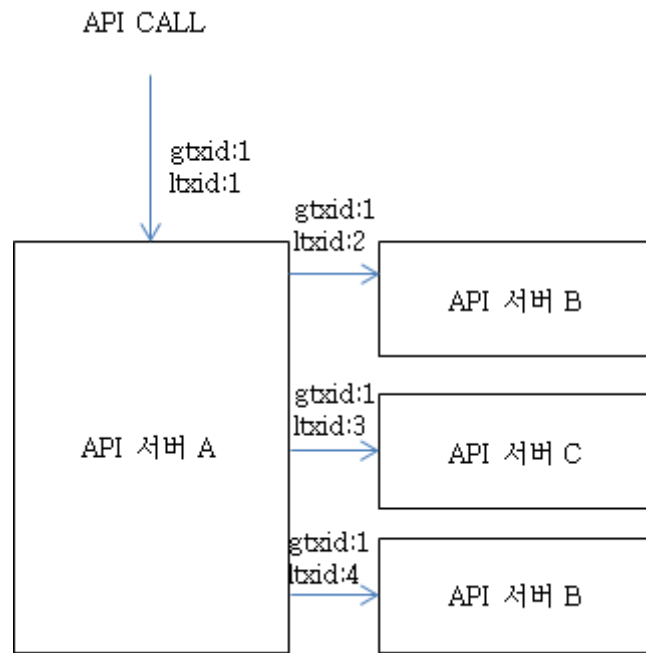 API CALL
gtxid:1
ltxid:1
gtxid:1
ltxid:2
API 서버 B
API 서버 A
gtxid:1
ltxid:3
API 서버 C
gtxid:1
ltxid:4
API 서버 B